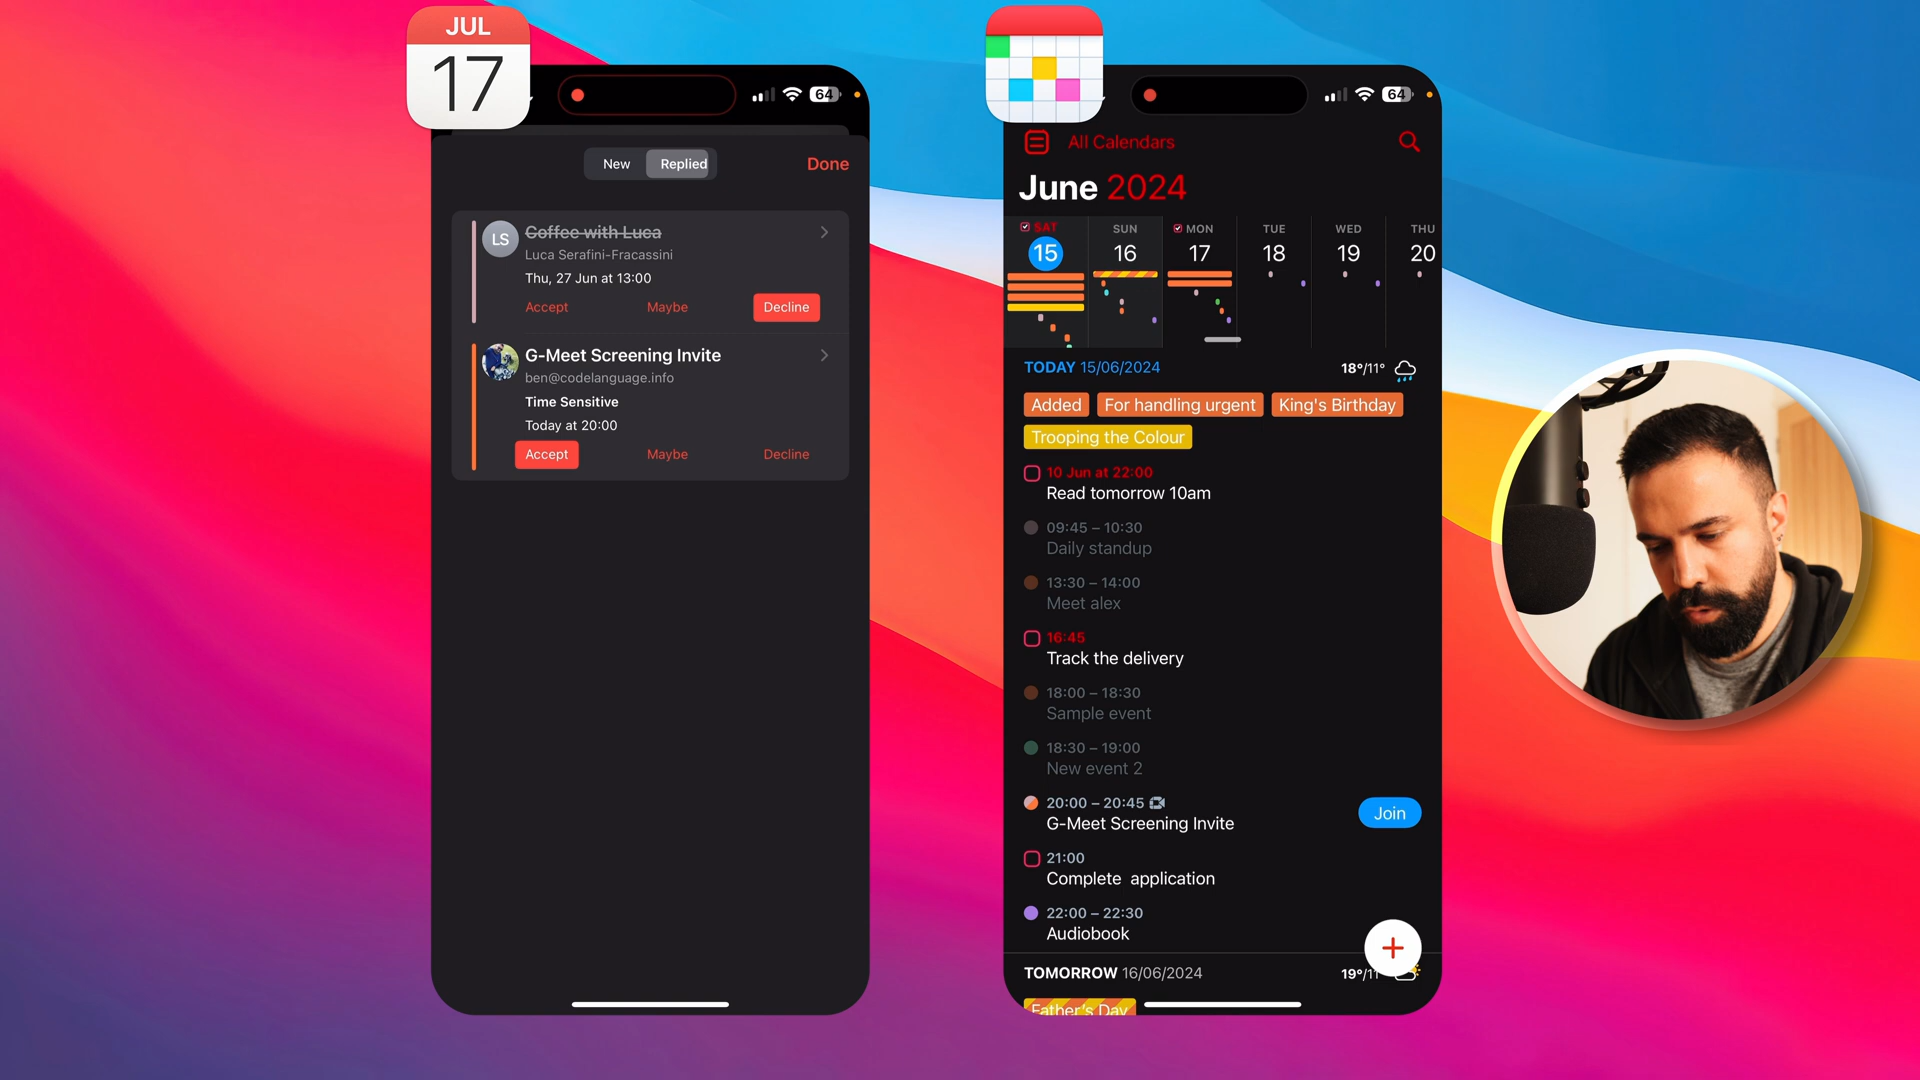 JUL
17
64
New
Replied
Done
LS
Coffee with Luca
Luca Serafini-Fracassini
Thu, 27 Jun at 13:00
Accept
Maybe
Decline
G-Meet Screening Invite
ben@codelanguage.info
Time Sensitive
Today at 20:00
Accept
Maybe
Decline
64
All Calendars
June 2024
SAT
SUN
MON
TUE
WED
THU
15
16
17
18
19
20
TODAY 15/06/2024
18°/11°
Added
For handling urgent
King's Birthday
Trooping the Colour
10 Jun at 22:00
Read tomorrow 10am
09:45 – 10:30
Daily standup
13:30 – 14:00
Meet alex
16:45
Track the delivery
18:00 – 18:30
Sample event
18:30 – 19:00
New event 2
20:00 – 20:45
G-Meet Screening Invite
Join
21:00
Complete application
22:00 – 22:30
Audiobook
TOMORROW 16/06/2024
19°/11
Father's Day